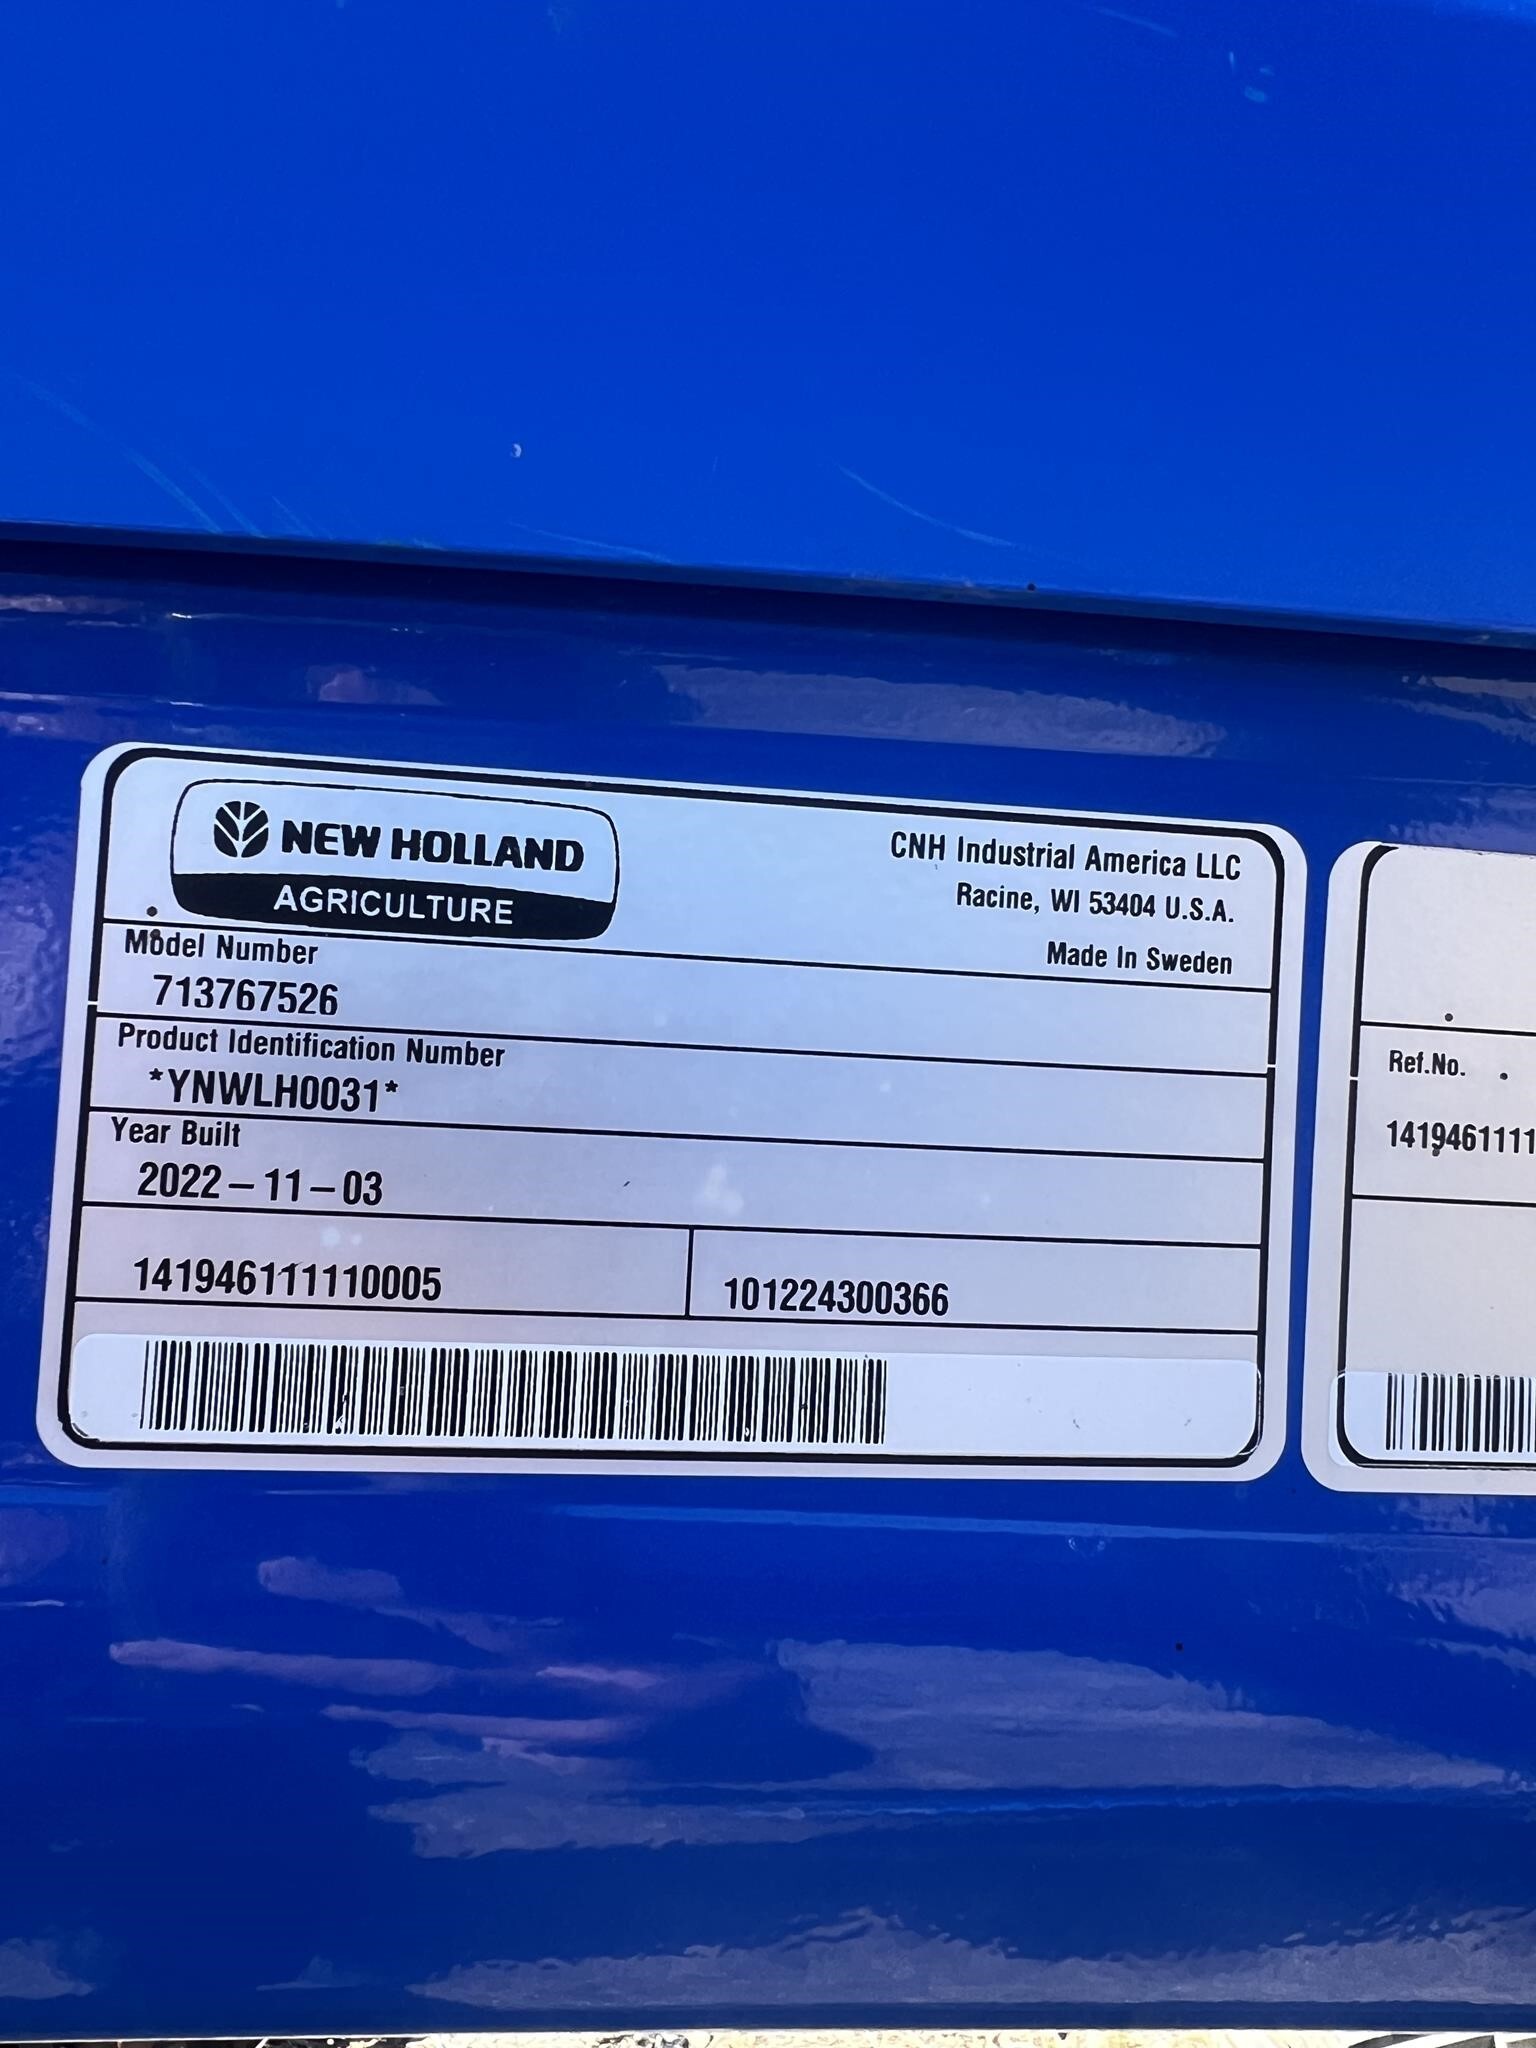 NEW HOLLAND
AGRICULTURE
CNH Industrial America LLC
Racine, WI 53404 U.S.A.
Made In Sweden
Model Number
713767526
Product Identification Number
*YNWLH0031*
Year Built
2022-11-03
141946111110005
101224300366
Ref.No.
1419461111